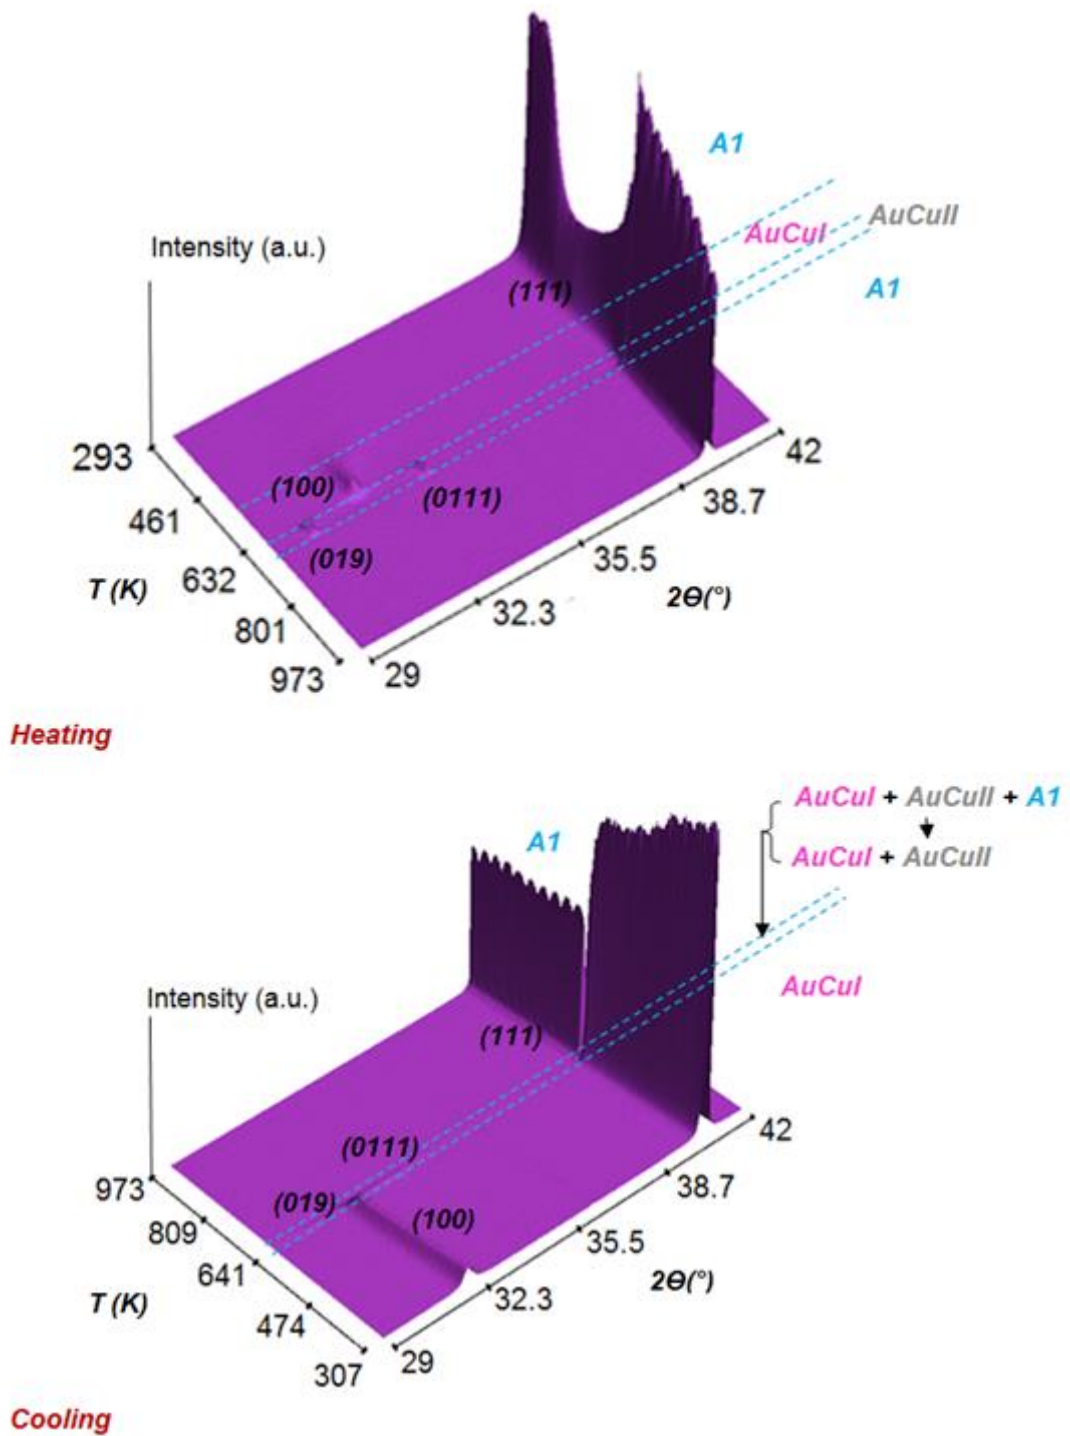 A1
AuCuII
Intensity (a.u.)
AuCuI
A1
(111)
293
42
(100)
(0111)
38.7
461
(019)
35.5
T (K)
632
2Θ(°)
32.3
801
973
29
Heating
AuCuI + AuCuII + A1
A1
AuCuI + AuCuII
AuCuI
Intensity (a.u.)
(111)
42
(0111)
973
38.7
(019)
(100)
809
35.5
641
2Θ(°)
T (K)
32.3
474
307
29
Cooling